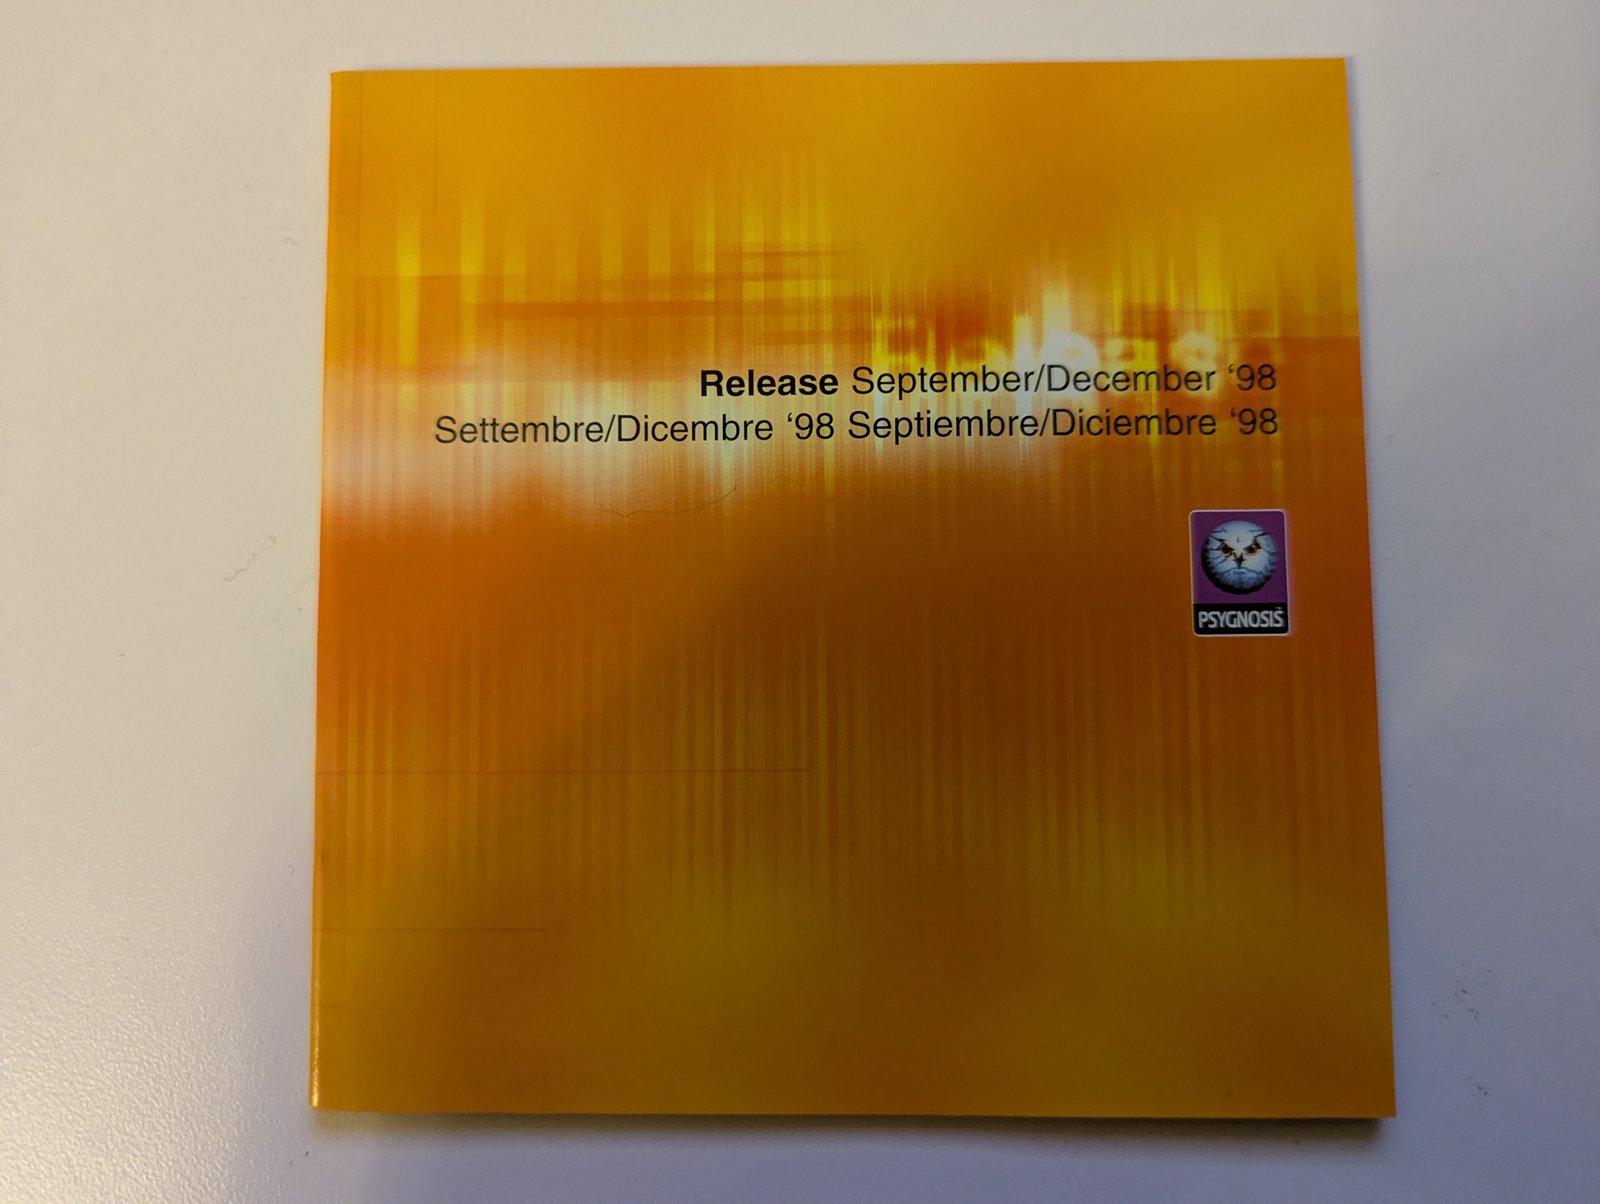 Release September/December ‘98
Settembre/Dicembre ‘98 Septiembre/Diciembre ‘98
PSYGNOSIS